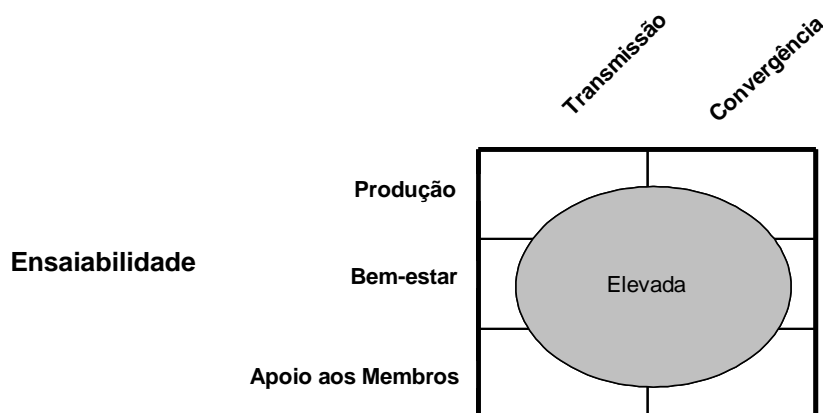 Transmissão
Convergência
Produção
Ensaiabilidade
Bem-estar
Elevada
Apoio aos Membros